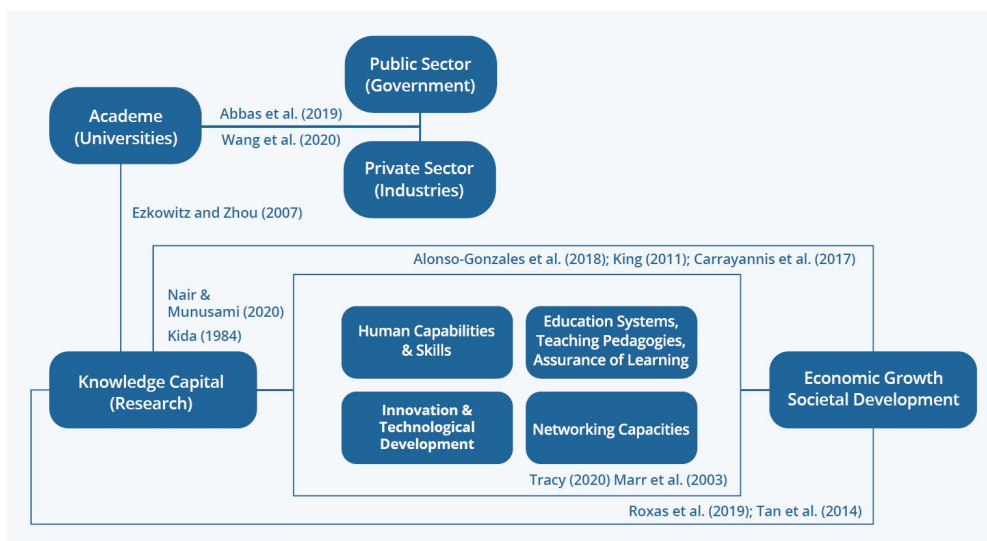 Public Sector
(Government)
Academe
(Universities)
Abbas et al. (2019)
Wang et al. (2020)
Private Sector
(Industries)
Ezkowitz and Zhou (2007)
Alonso-Gonzales et al. (2018); King (2011); Carrayannis et al. (2017)
Nair &
Munusami (2020)
Kida (1984)
Human Capabilities
& Skills
Education Systems,
Teaching Pedagogies,
Assurance of Learning
Knowledge Capital
(Research)
Economic Growth
Societal Development
Innovation &
Technological
Development
Networking Capacities
Tracy (2020) Marr et al. (2003)
Roxas et al. (2019); Tan et al. (2014)